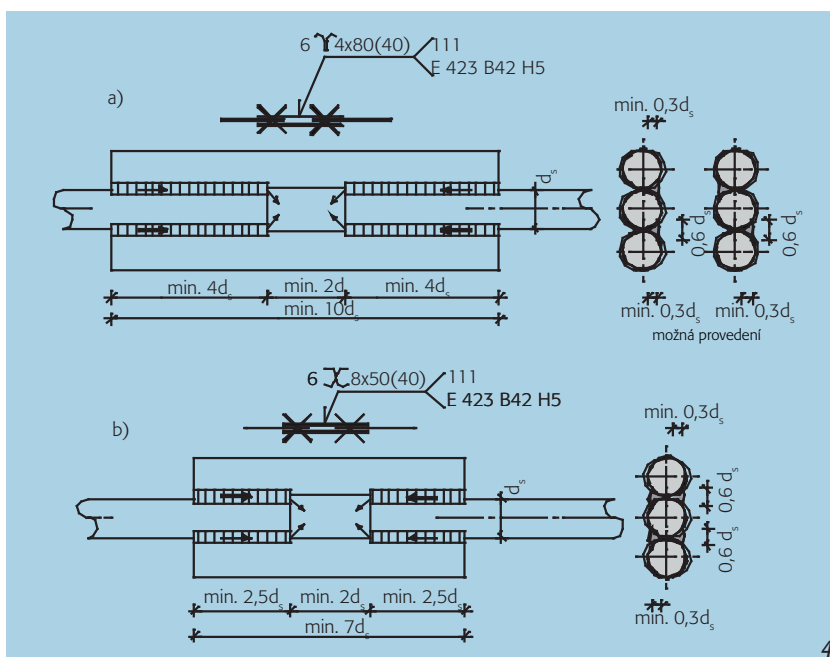 6 4x80(40) 111
E 423 B42 H5
a)
min. 0,3dₛ
dₛ
0,6 dₛ
0,6 dₛ
min. 4dₛ min. 2d min. 4dₛ
min. 10dₛ
min. 0,3dₛ min. 0,3dₛ
možná provedení
6 8x50(40) 111
E 423 B42 H5
b)
min. 0,3dₛ
dₛ
0,6 dₛ
0,6 dₛ
min. 2,5dₛ min. 2dₛ min. 2,5dₛ
min. 7dₛ
min. 0,3dₛ
4